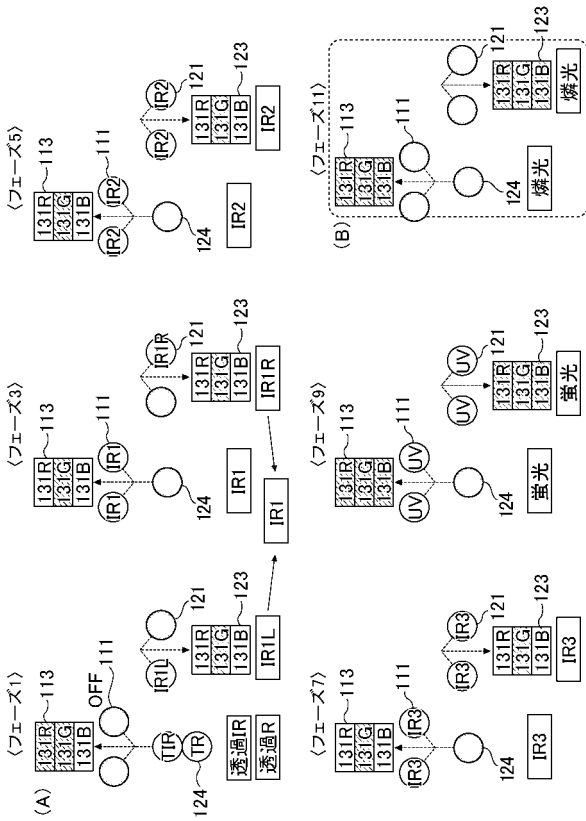 (A)
〈フェーズ1〉
113
131R
131G
131B
OFF
111
TIR
TR
124
透過IR
透過R
IR1L
121
131R
131G
131B
123
IR1L
〈フェーズ3〉
113
131R
131G
131B
111
IR1
IR1
124
IR1
IR1R
121
131R
131G
131B
123
IR1R
IR1
〈フェーズ5〉
113
131R
131G
131B
111
IR2
IR2
124
IR2
IR2
IR2
121
131R
131G
131B
123
IR2
〈フェーズ7〉
113
131R
131G
131B
111
IR3
IR3
124
IR3
IR3
IR3
121
131R
131G
131B
123
IR3
〈フェーズ9〉
113
131R
131G
131B
111
UV
UV
124
蛍光
UV
UV
121
131R
131G
131B
123
蛍光
(B)
〈フェーズ11〉
113
131R
131G
131B
111
124
燐光
121
131R
131G
131B
123
燐光